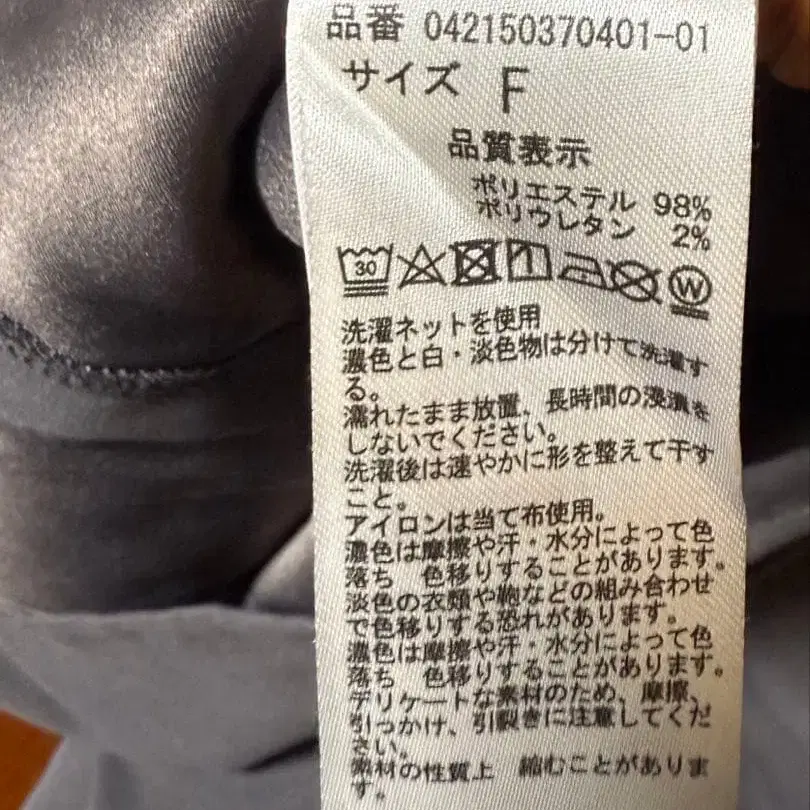 品番 042150370401-01
サイズ F
品質表示
ポリエステル 98%
ポリウレタン 2%
30
W
洗濯ネットを使用
濃色と白・淡色物は分けて洗濯す
る。
濡れたまま放置、長時間の浸漬を
しないでください。
洗濯後は速やかに形を整えて干す
こと。
アイロンは当て布使用。
濃色は摩擦や汗・水分によって色
落ち 色移りすることがあります。
淡色の衣類や鞄などの組み合わせ
で色移りする恐れがあります。
濃色は摩擦や汗・水分によって色
落ち 色移りすることがあります。
デリケートな素材のため、摩擦、
引っかけ、引裂きに注意してくだ
さい。
素材の性質上 縮むことがありま
す。